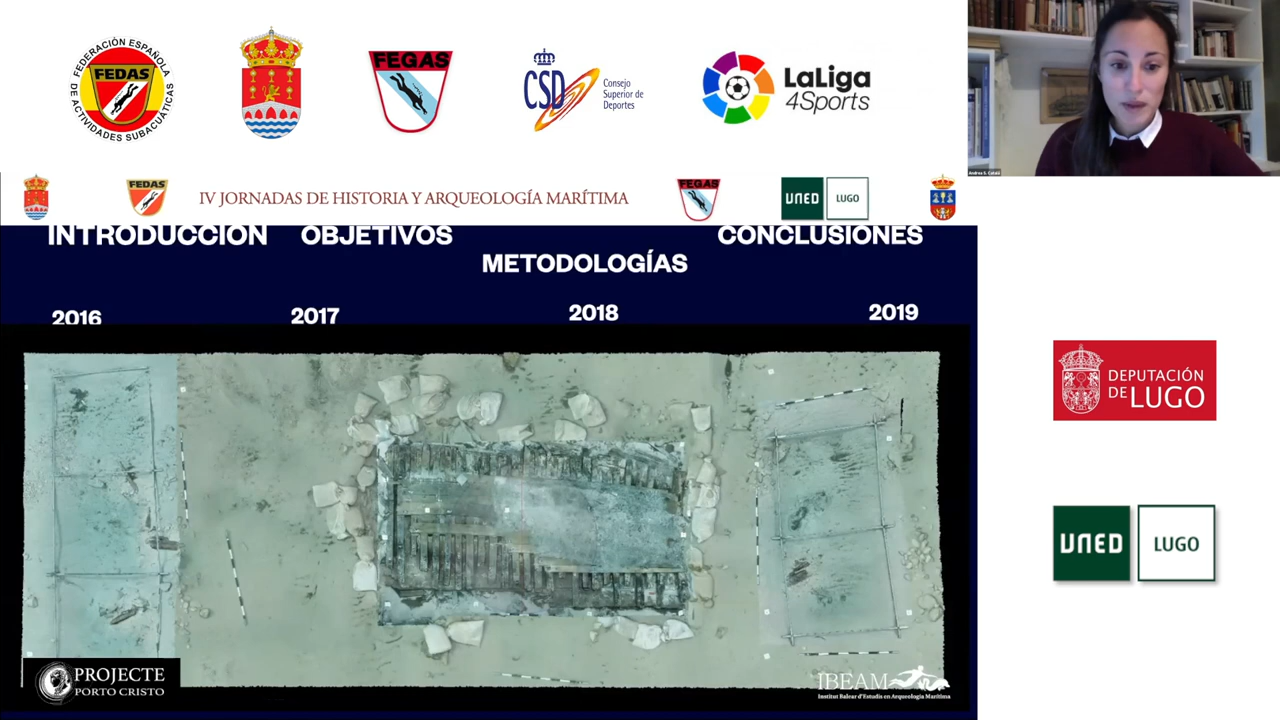 FEDERACIÓN ESPAÑOLA
DE ACTIVIDADES SUBACUÁTICAS
FEDAS
FEGAS
CSD
Consejo
Superior de
Deportes
LaLiga
4Sports
FEDAS
IV JORNADAS DE HISTORIA Y ARQUEOLOGÍA MARÍTIMA
FEGAS
UNED
LUGO
INTRODUCCIÓN
OBJETIVOS
METODOLOGÍAS
CONCLUSIONES
2016
2017
2018
2019
PROJECTE
PORTO CRISTO
IBEAM
Institut Balear d'Estudis en Arqueologia Marítima
DEPUTACIÓN
DE LUGO
UNED
LUGO